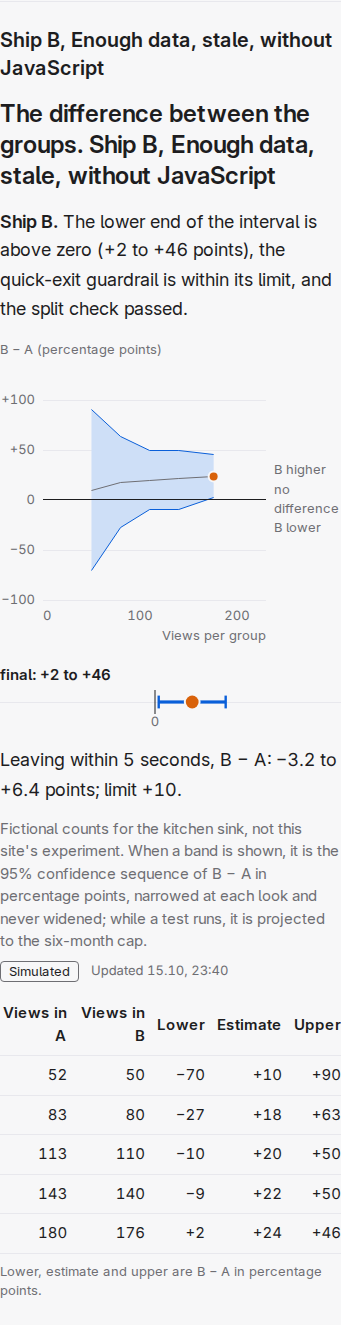 Ship B, Enough data, stale, without
JavaScript
The difference between the
groups. Ship B, Enough data,
stale, without JavaScript
Ship B. The lower end of the interval is
above zero (+2 to +46 points), the
quick-exit guardrail is within its limit, and
the split check passed.
B − A (percentage points)
+100
+50
0
−50
−100
B higher
no
difference
B lower
0 100 200
Views per group
final: +2 to +46
0
Leaving within 5 seconds, B − A: −3.2 to
+6.4 points; limit +10.
Fictional counts for the kitchen sink, not this
site's experiment. When a band is shown, it is the
95% confidence sequence of B − A in
percentage points, narrowed at each look and
never widened; while a test runs, it is projected
to the six-month cap.
Simulated Updated 15.10, 23:40
Views in A Views in B Lower Estimate Upper
52 50 −70 +10 +90
83 80 −27 +18 +63
113 110 −10 +20 +50
143 140 −9 +22 +50
180 176 +2 +24 +46
Lower, estimate and upper are B − A in percentage
points.